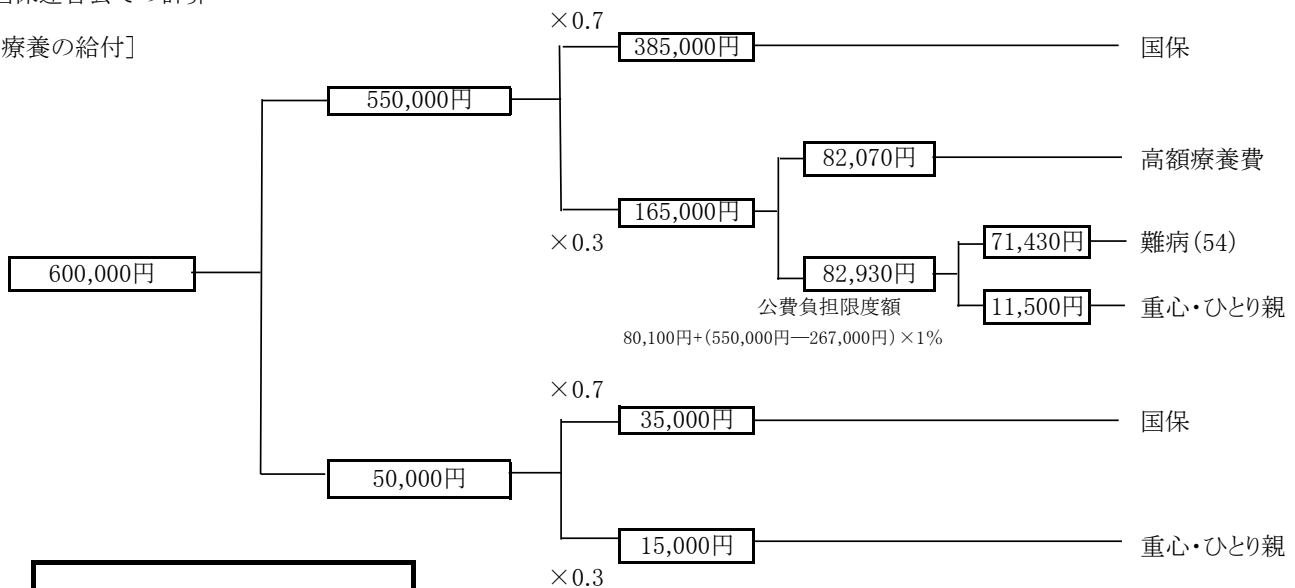 療養の給付]
×0.7
385,000円
国保
550,000円
82,070円
高額療養費
165,000円
×0.3
71,430円
難病(54)
600,000円
82,930円
公費負担限度額
11,500円
重心・ひとり親
80,100円+(550,000円―267,000円)×1%
×0.7
35,000円
国保
50,000円
15,000円
重心・ひとり親
×0.3